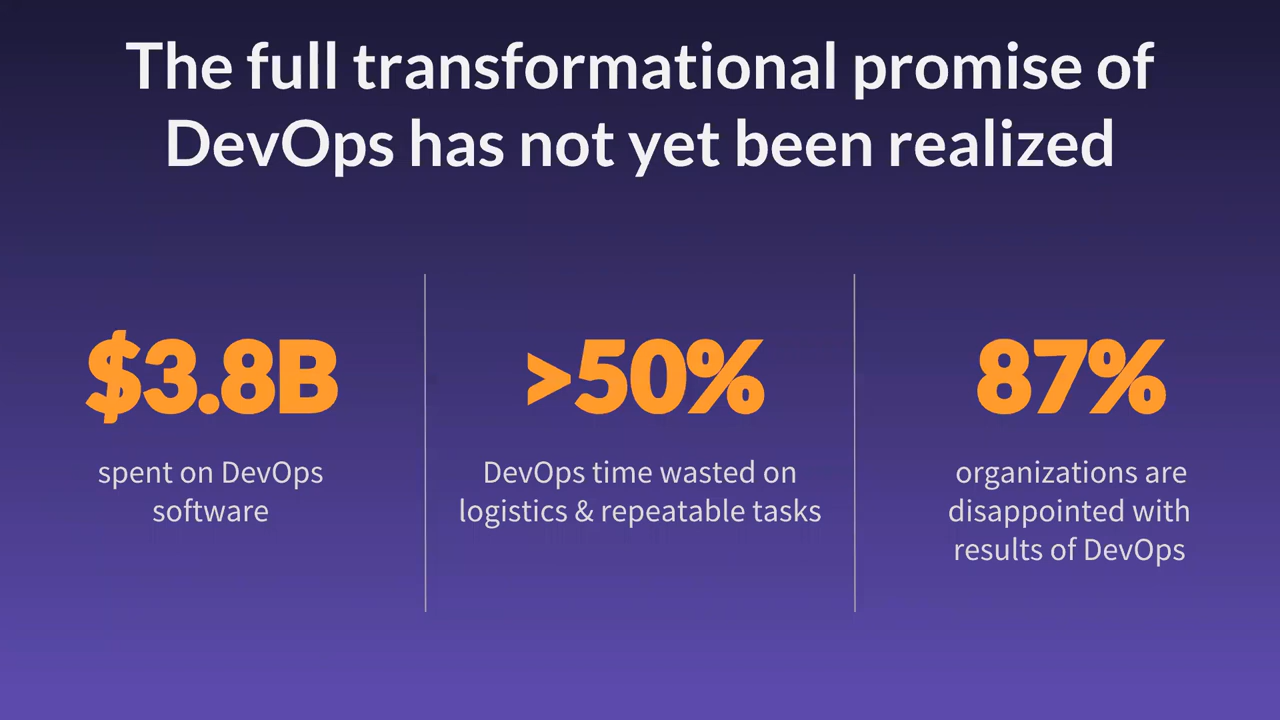 The full transformational promise of
DevOps has not yet been realized
$3.8B
spent on DevOps
software
>50%
DevOps time wasted on
logistics & repeatable tasks
87%
organizations are
disappointed with
results of DevOps